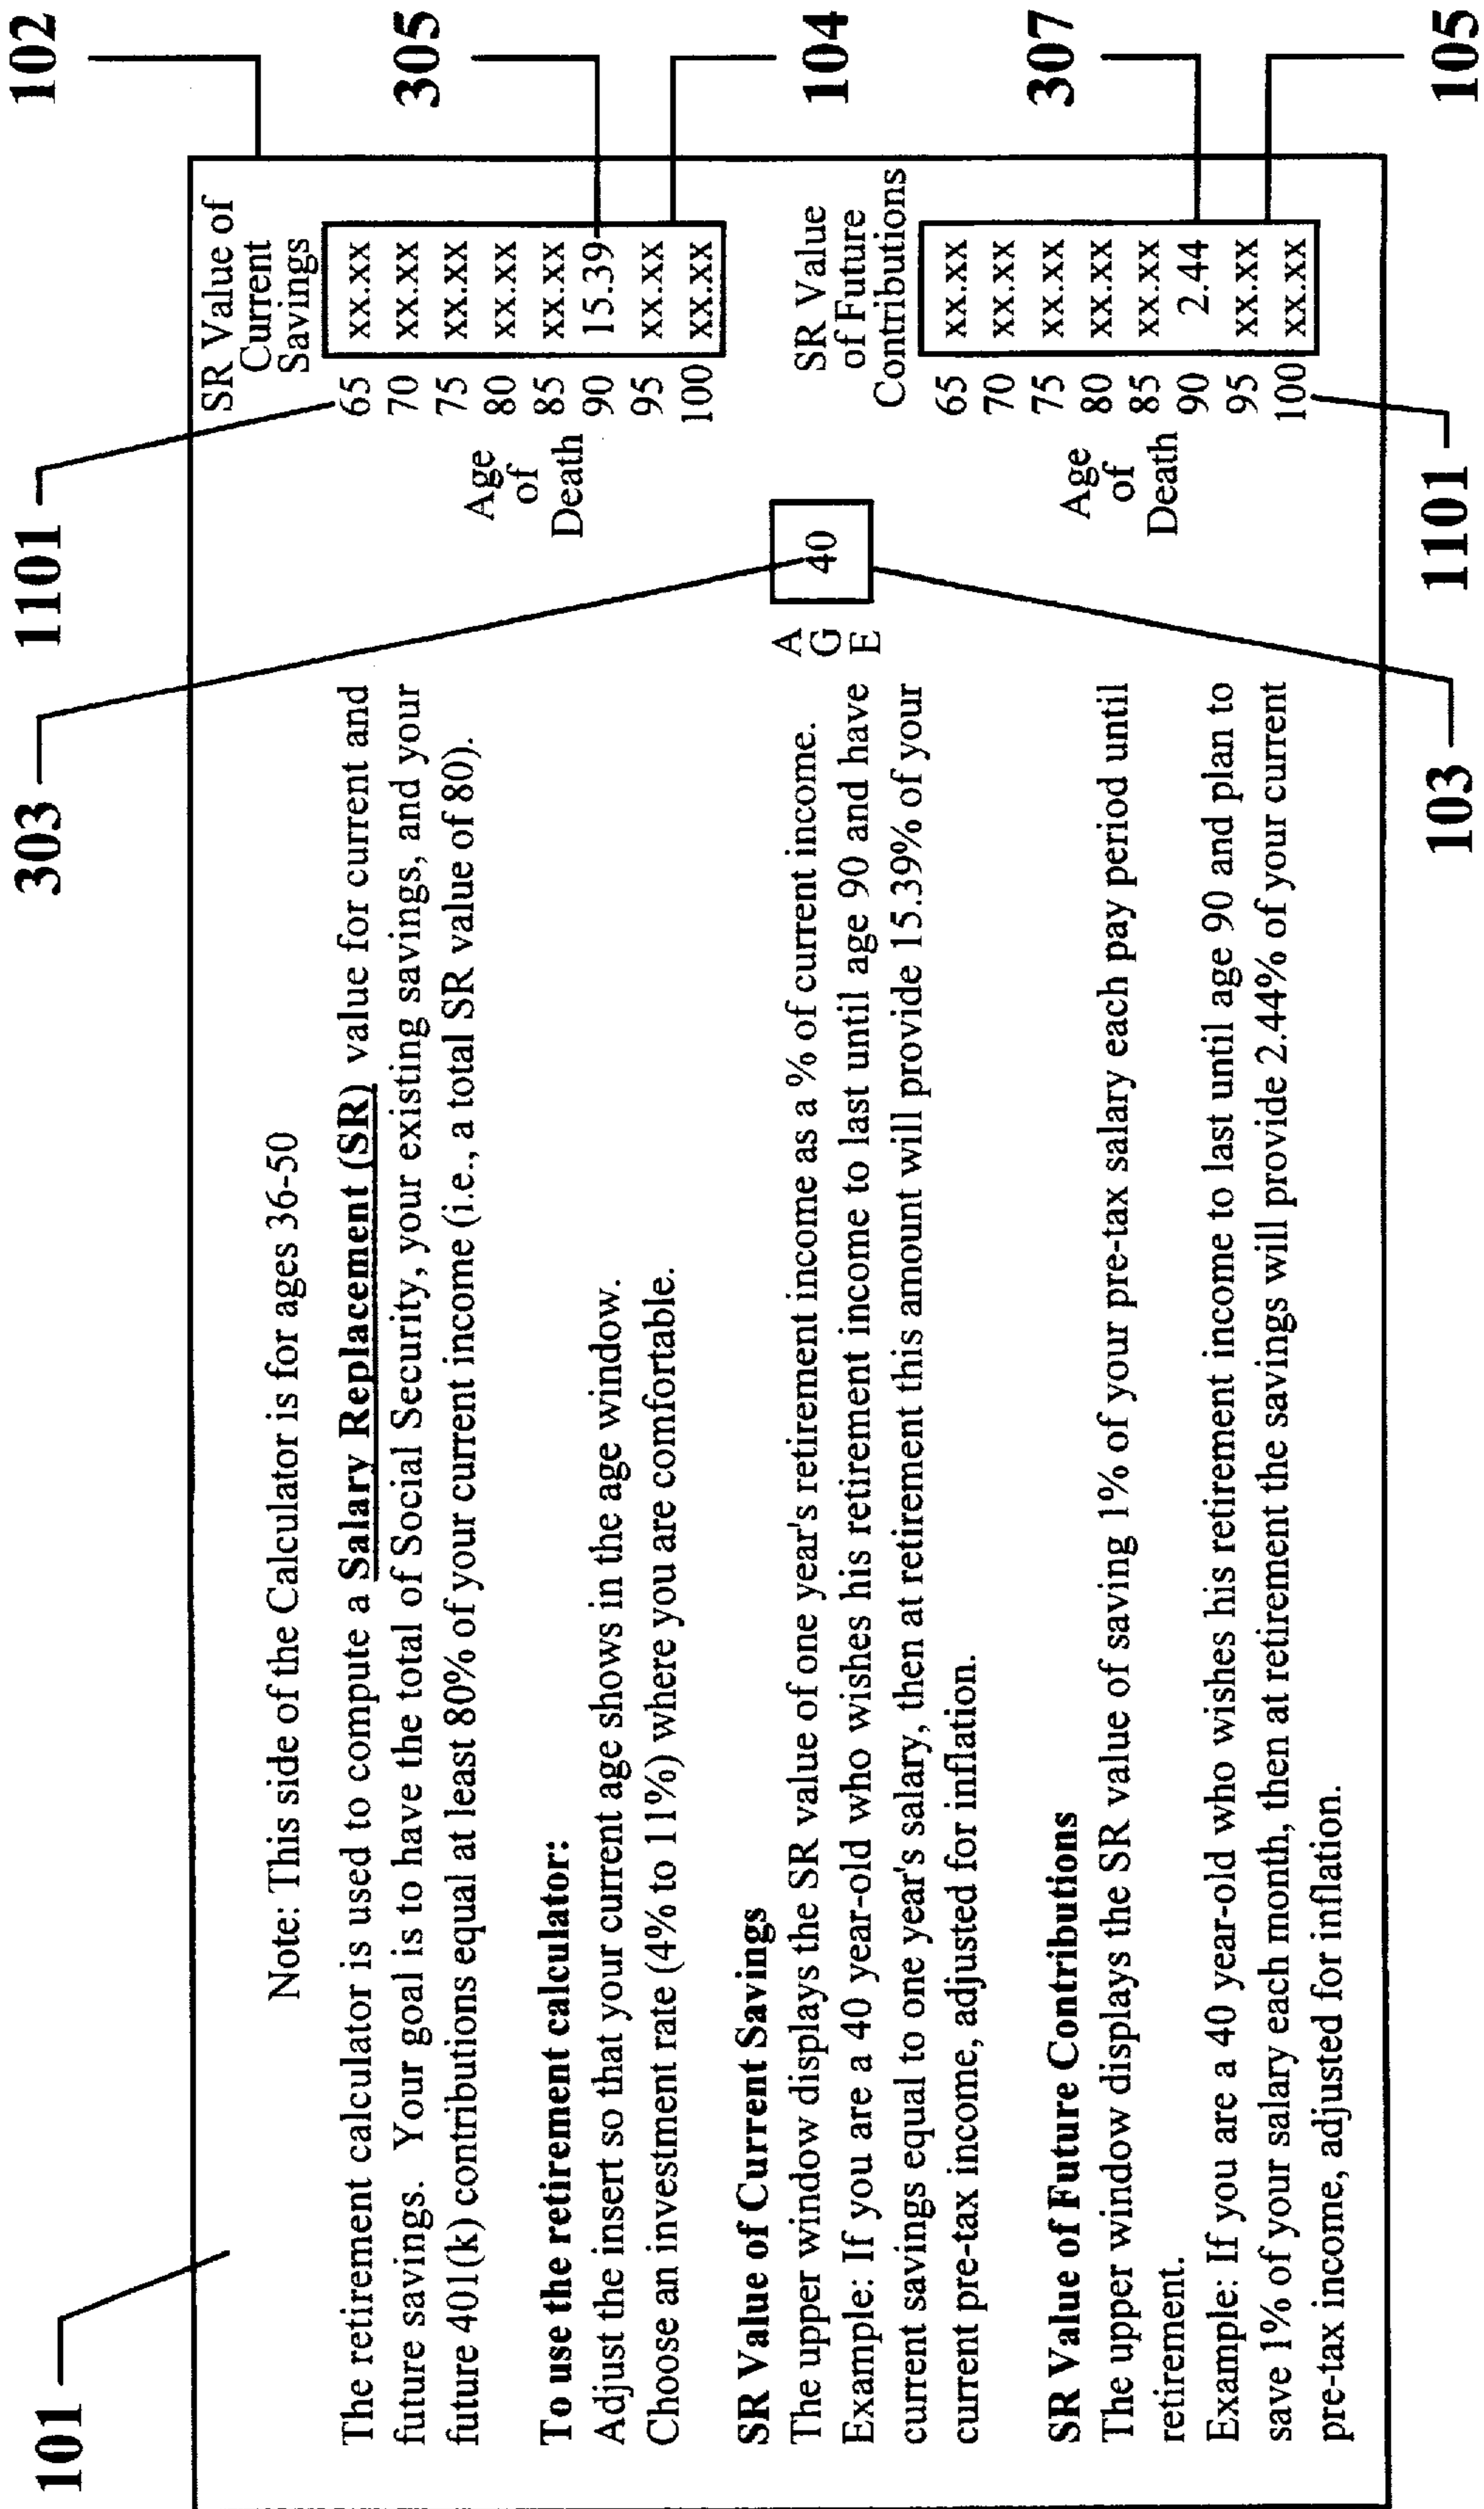 101
303
1101
102
305
104
307
105
1101
103
Note: This side of the Calculator is for ages 36-50
The retirement calculator is used to compute a Salary Replacement (SR) value for current and
future savings. Your goal is to have the total of Social Security, your existing savings, and your
future 401(k) contributions equal at least 80% of your current income (i.e., a total SR value of 80).
To use the retirement calculator:
Adjust the insert so that your current age shows in the age window.
Choose an investment rate (4% to 11%) where you are comfortable.
SR Value of Current Savings
The upper window displays the SR value of one year's retirement income as a % of current income.
Example: If you are a 40 year-old who wishes his retirement income to last until age 90 and have
current savings equal to one year's salary, then at retirement this amount will provide 15.39% of your
current pre-tax income, adjusted for inflation.
SR Value of Future Contributions
The upper window displays the SR value of saving 1% of your pre-tax salary each pay period until
retirement.
Example: If you are a 40 year-old who wishes his retirement income to last until age 90 and plan to
save 1% of your salary each month, then at retirement the savings will provide 2.44% of your current
pre-tax income, adjusted for inflation.
A
G
E
40
SR Value of
Current
Savings
Age
of
Death
65 xx.xx
70 xx.xx
75 xx.xx
80 xx.xx
85 xx.xx
90 15.39
95 xx.xx
100 xx.xx
SR Value
of Future
Contributions
Age
of
Death
65 xx.xx
70 xx.xx
75 xx.xx
80 xx.xx
85 xx.xx
90 2.44
95 xx.xx
100 xx.xx